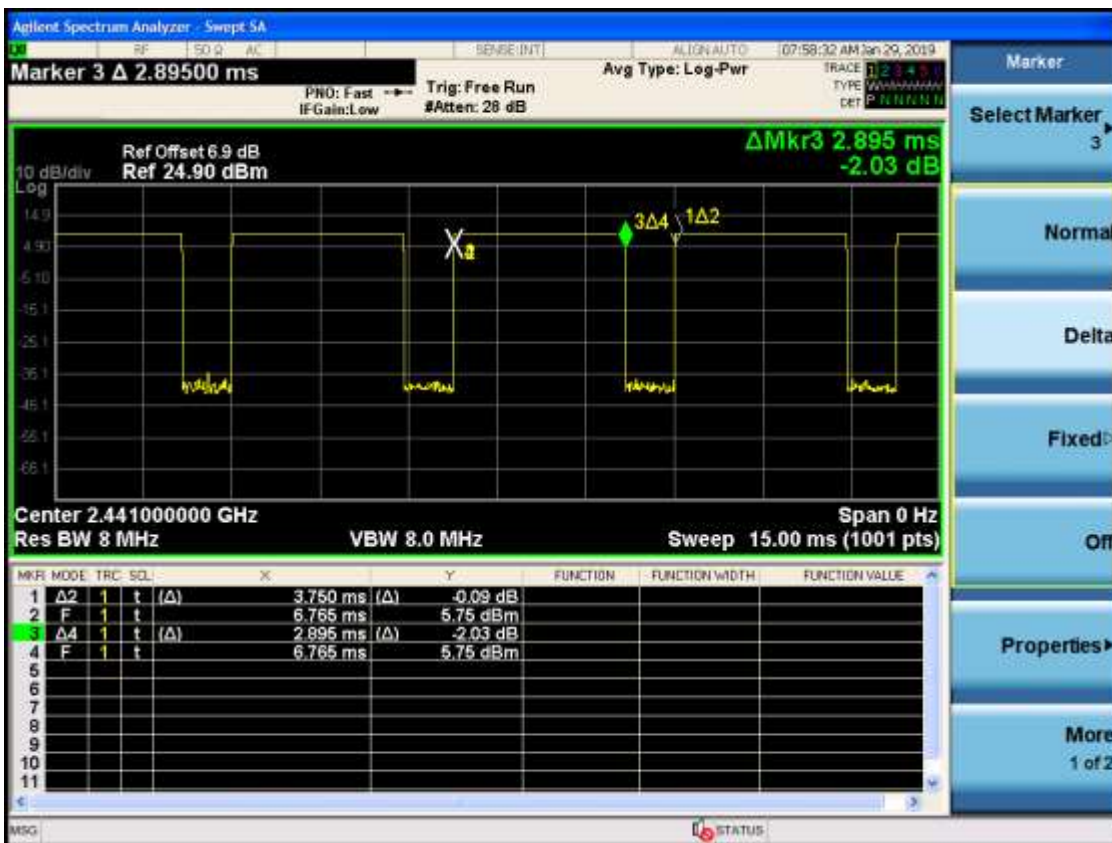 Agilent Spectrum Analyzer - Swept SA
RF 50 Ω AC SENSE:INT ALIGN AUTO 07:58:32 AM Jan 29, 2019
Marker 3 Δ 2.89500 ms
PNO: Fast
IFGain:Low
Trig: Free Run
#Atten: 28 dB
Avg Type: Log-Pwr
TRACE 1 2 3 4 5 6
TYPE
DET P N N N N N
ΔMkr3 2.895 ms
-2.03 dB
Ref Offset 6.9 dB
10 dB/div Ref 24.90 dBm
Log
14.9
4.90
-5.10
-15.1
-25.1
-35.1
-45.1
-55.1
-65.1
X
3Δ4
1Δ2
Center 2.441000000 GHz Span 0 Hz
Res BW 8 MHz VBW 8.0 MHz Sweep 15.00 ms (1001 pts)
MKR MODE TRC SCL X Y FUNCTION FUNCTION WIDTH FUNCTION VALUE
1 Δ2 1 t (Δ) 3.750 ms (Δ) -0.09 dB
2 F 1 t 6.765 ms 5.75 dBm
3 Δ4 1 t (Δ) 2.895 ms (Δ) -2.03 dB
4 F 1 t 6.765 ms 5.75 dBm
5
6
7
8
9
10
11
MSG STATUS
Marker
Select Marker
3
Normal
Delta
Fixed
Off
Properties
More
1 of 2